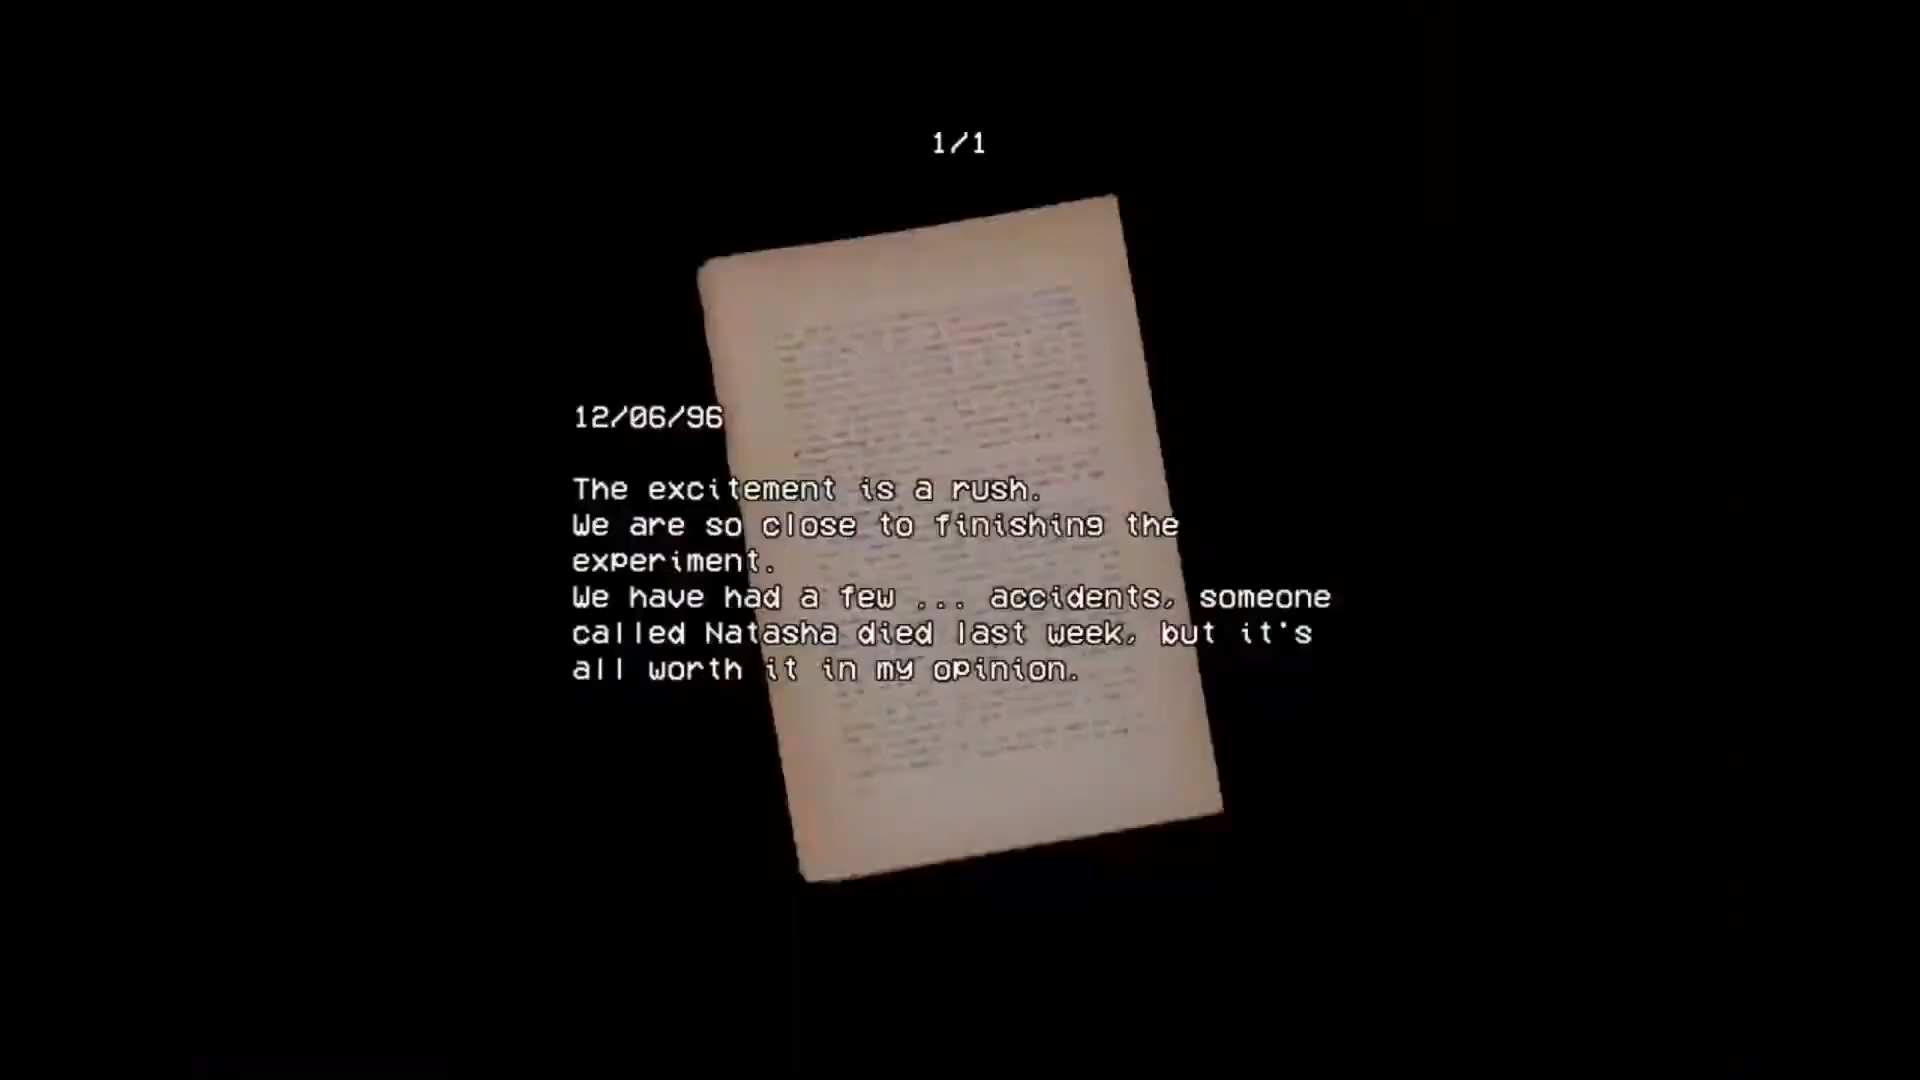 1/1
12/06/96
The excitement is a rush.
We are so close to finishing the
experiment.
We have had a few ... accidents, someone
called Natasha died last week, but it's
all worth it in my opinion.